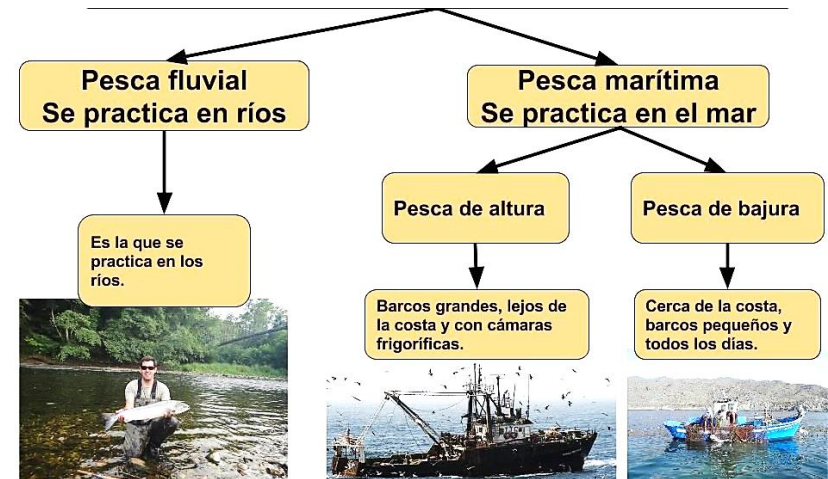 Pesca fluvial
Se practica en ríos
Pesca marítima
Se practica en el mar
Pesca de altura
Pesca de bajura
Es la que se
practica en los
ríos.
Barcos grandes, lejos de
la costa y con cámaras
frigoríficas.
Cerca de la costa,
barcos pequeños y
todos los días.